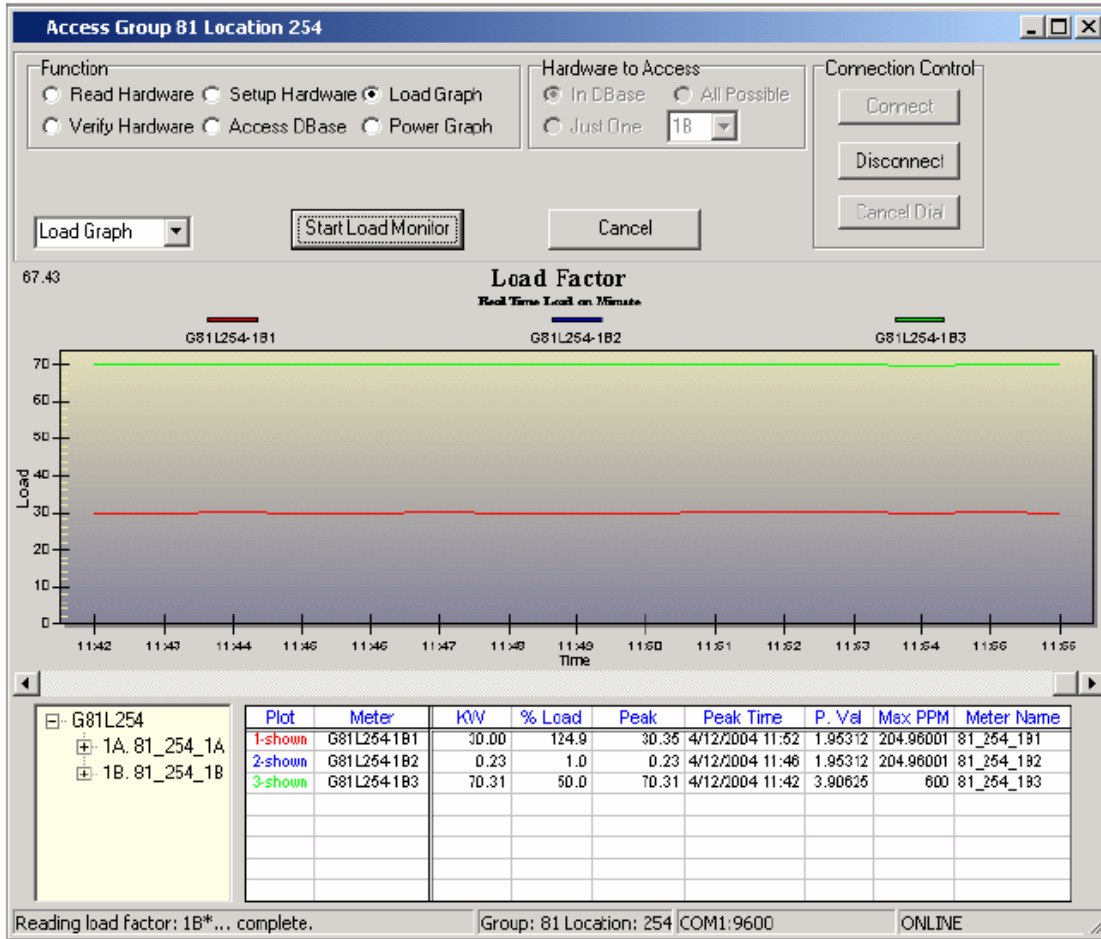 Access Group 81 Location 254
Function
Hardware to Access
Connection Control
Read Hardware Setup Hardware Load Graph
In DBase All Possible
Connect
Verify Hardware Access DBase Power Graph
Just One 1B
Disconnect
Cancel Dial
Load Graph
Start Load Monitor
Cancel
67.43
Load Factor
Real Time Load on Minute
G81L254-1B1 G81L254-1B2 G81L254-1B3
70
60
50
40
30
20
10
0
Load
11:42 11:43 11:44 11:45 11:46 11:47 11:48 11:49 11:50 11:51 11:52 11:53 11:54 11:55 11:56
Time
G81L254
1A. 81_254_1A
1B. 81_254_1B
Plot Meter KW % Load Peak Peak Time P. Val Max PPM Meter Name
1-shown G81L254-1B1 30.00 124.9 30.35 4/12/2004 11:52 1.95312 204.96001 81_254_1B1
2-shown G81L254-1B2 0.23 1.0 0.23 4/12/2004 11:46 1.95312 204.96001 81_254_1B2
3-shown G81L254-1B3 70.31 50.0 70.31 4/12/2004 11:42 3.90625 600 81_254_1B3
Reading load factor: 1B*... complete.
Group: 81 Location: 254 COM1:9600 ONLINE